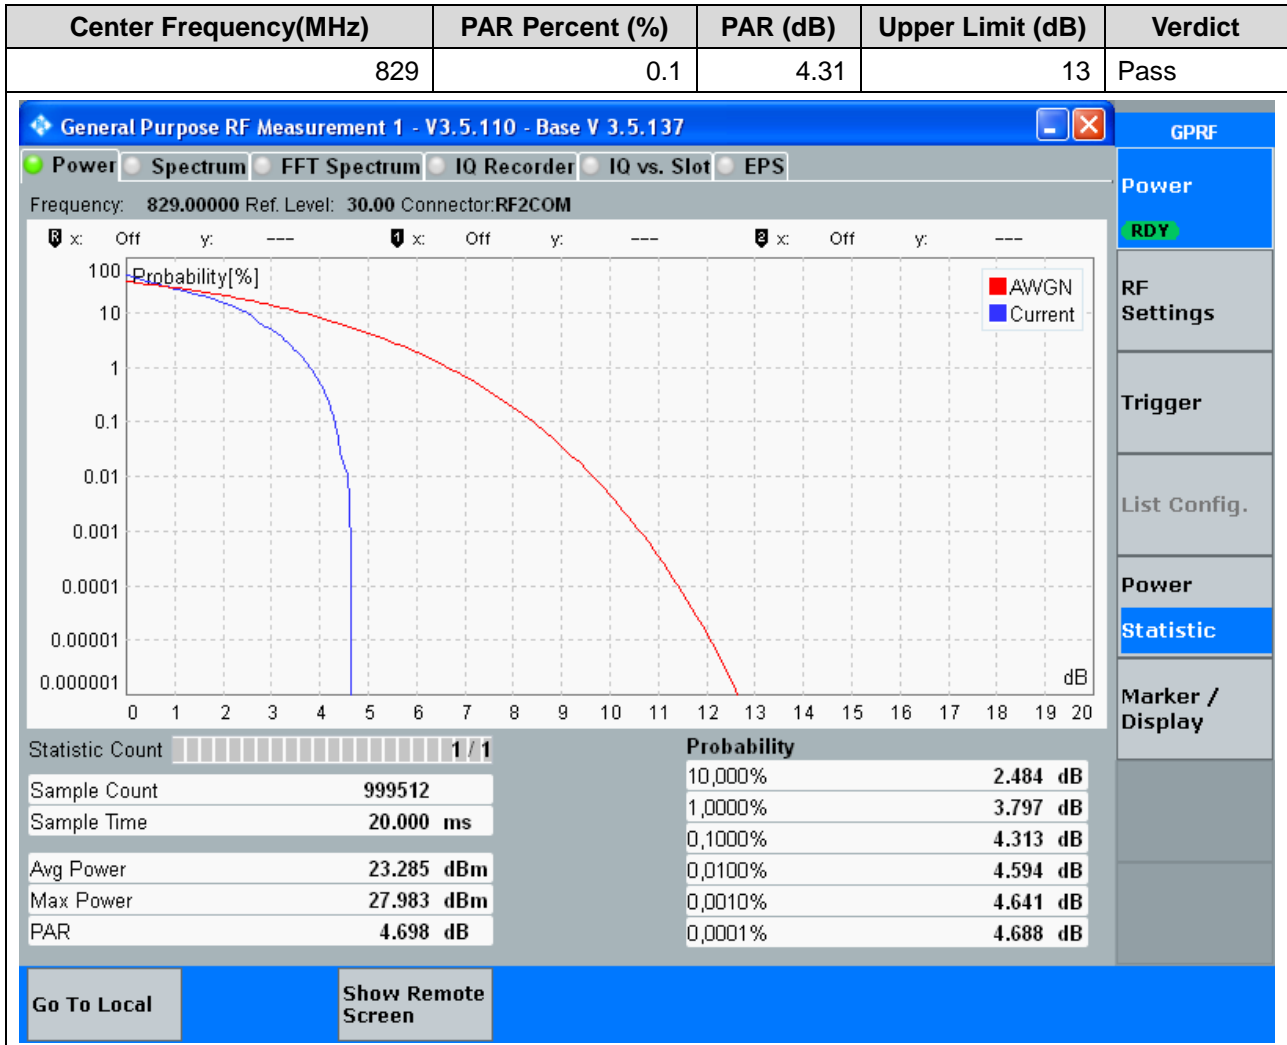 Center Frequency(MHz) PAR Percent (%) PAR (dB) Upper Limit (dB) Verdict
829 0.1 4.31 13 Pass
General Purpose RF Measurement 1 - V3.5.110 - Base V 3.5.137
GPRF
Power Spectrum FFT Spectrum IQ Recorder IQ vs. Slot EPS
Frequency: 829.00000 Ref. Level: 30.00 Connector:RF2COM
R x: Off y: --- 1 x: Off y: --- 2 x: Off y: ---
Probability[%]
100
10
1
0.1
0.01
0.001
0.0001
0.00001
0.000001
AWGN
Current
dB
0 1 2 3 4 5 6 7 8 9 10 11 12 13 14 15 16 17 18 19 20
Statistic Count 1 / 1
Sample Count 999512
Sample Time 20.000 ms
Avg Power 23.285 dBm
Max Power 27.983 dBm
PAR 4.698 dB
Probability
10,000% 2.484 dB
1,0000% 3.797 dB
0,1000% 4.313 dB
0,0100% 4.594 dB
0,0010% 4.641 dB
0,0001% 4.688 dB
Power
RDY
RF
Settings
Trigger
List Config.
Power
Statistic
Marker /
Display
Go To Local
Show Remote
Screen